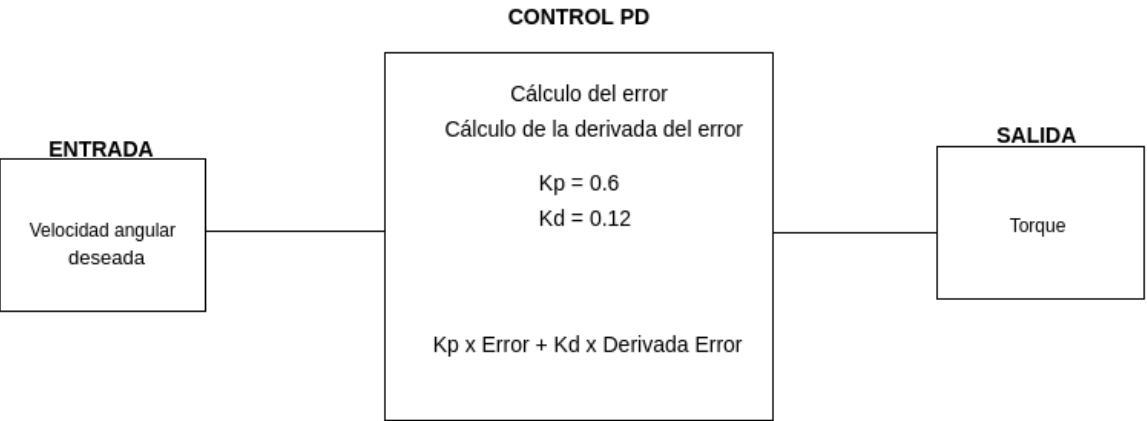 CONTROL PD
Cálculo del error
Cálculo de la derivada del error
ENTRADA
SALIDA
Kp = 0.6
Kd = 0.12
Velocidad angular
deseada
Torque
Kp x Error + Kd x Derivada Error